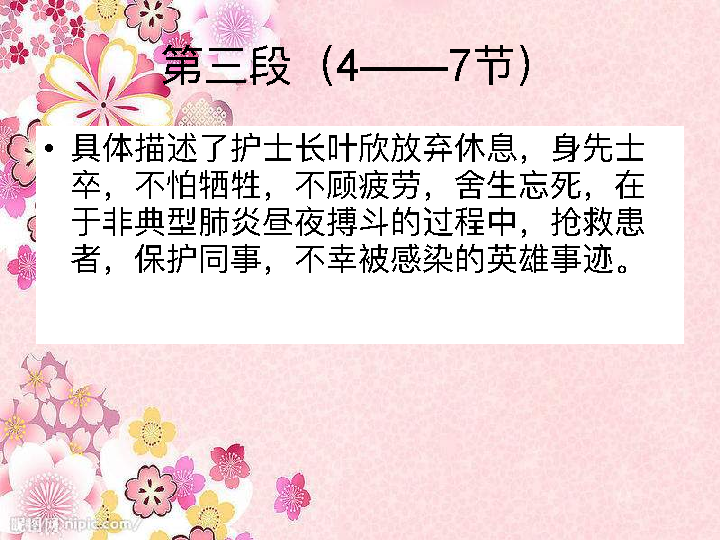 第三段（4——7节）
• 具体描述了护士长叶欣放弃休息，身先士
卒，不怕牺牲，不顾疲劳，舍生忘死，在
于非典型肺炎昼夜搏斗的过程中，抢救患
者，保护同事，不幸被感染的英雄事迹。
昵图网 nipic.com/